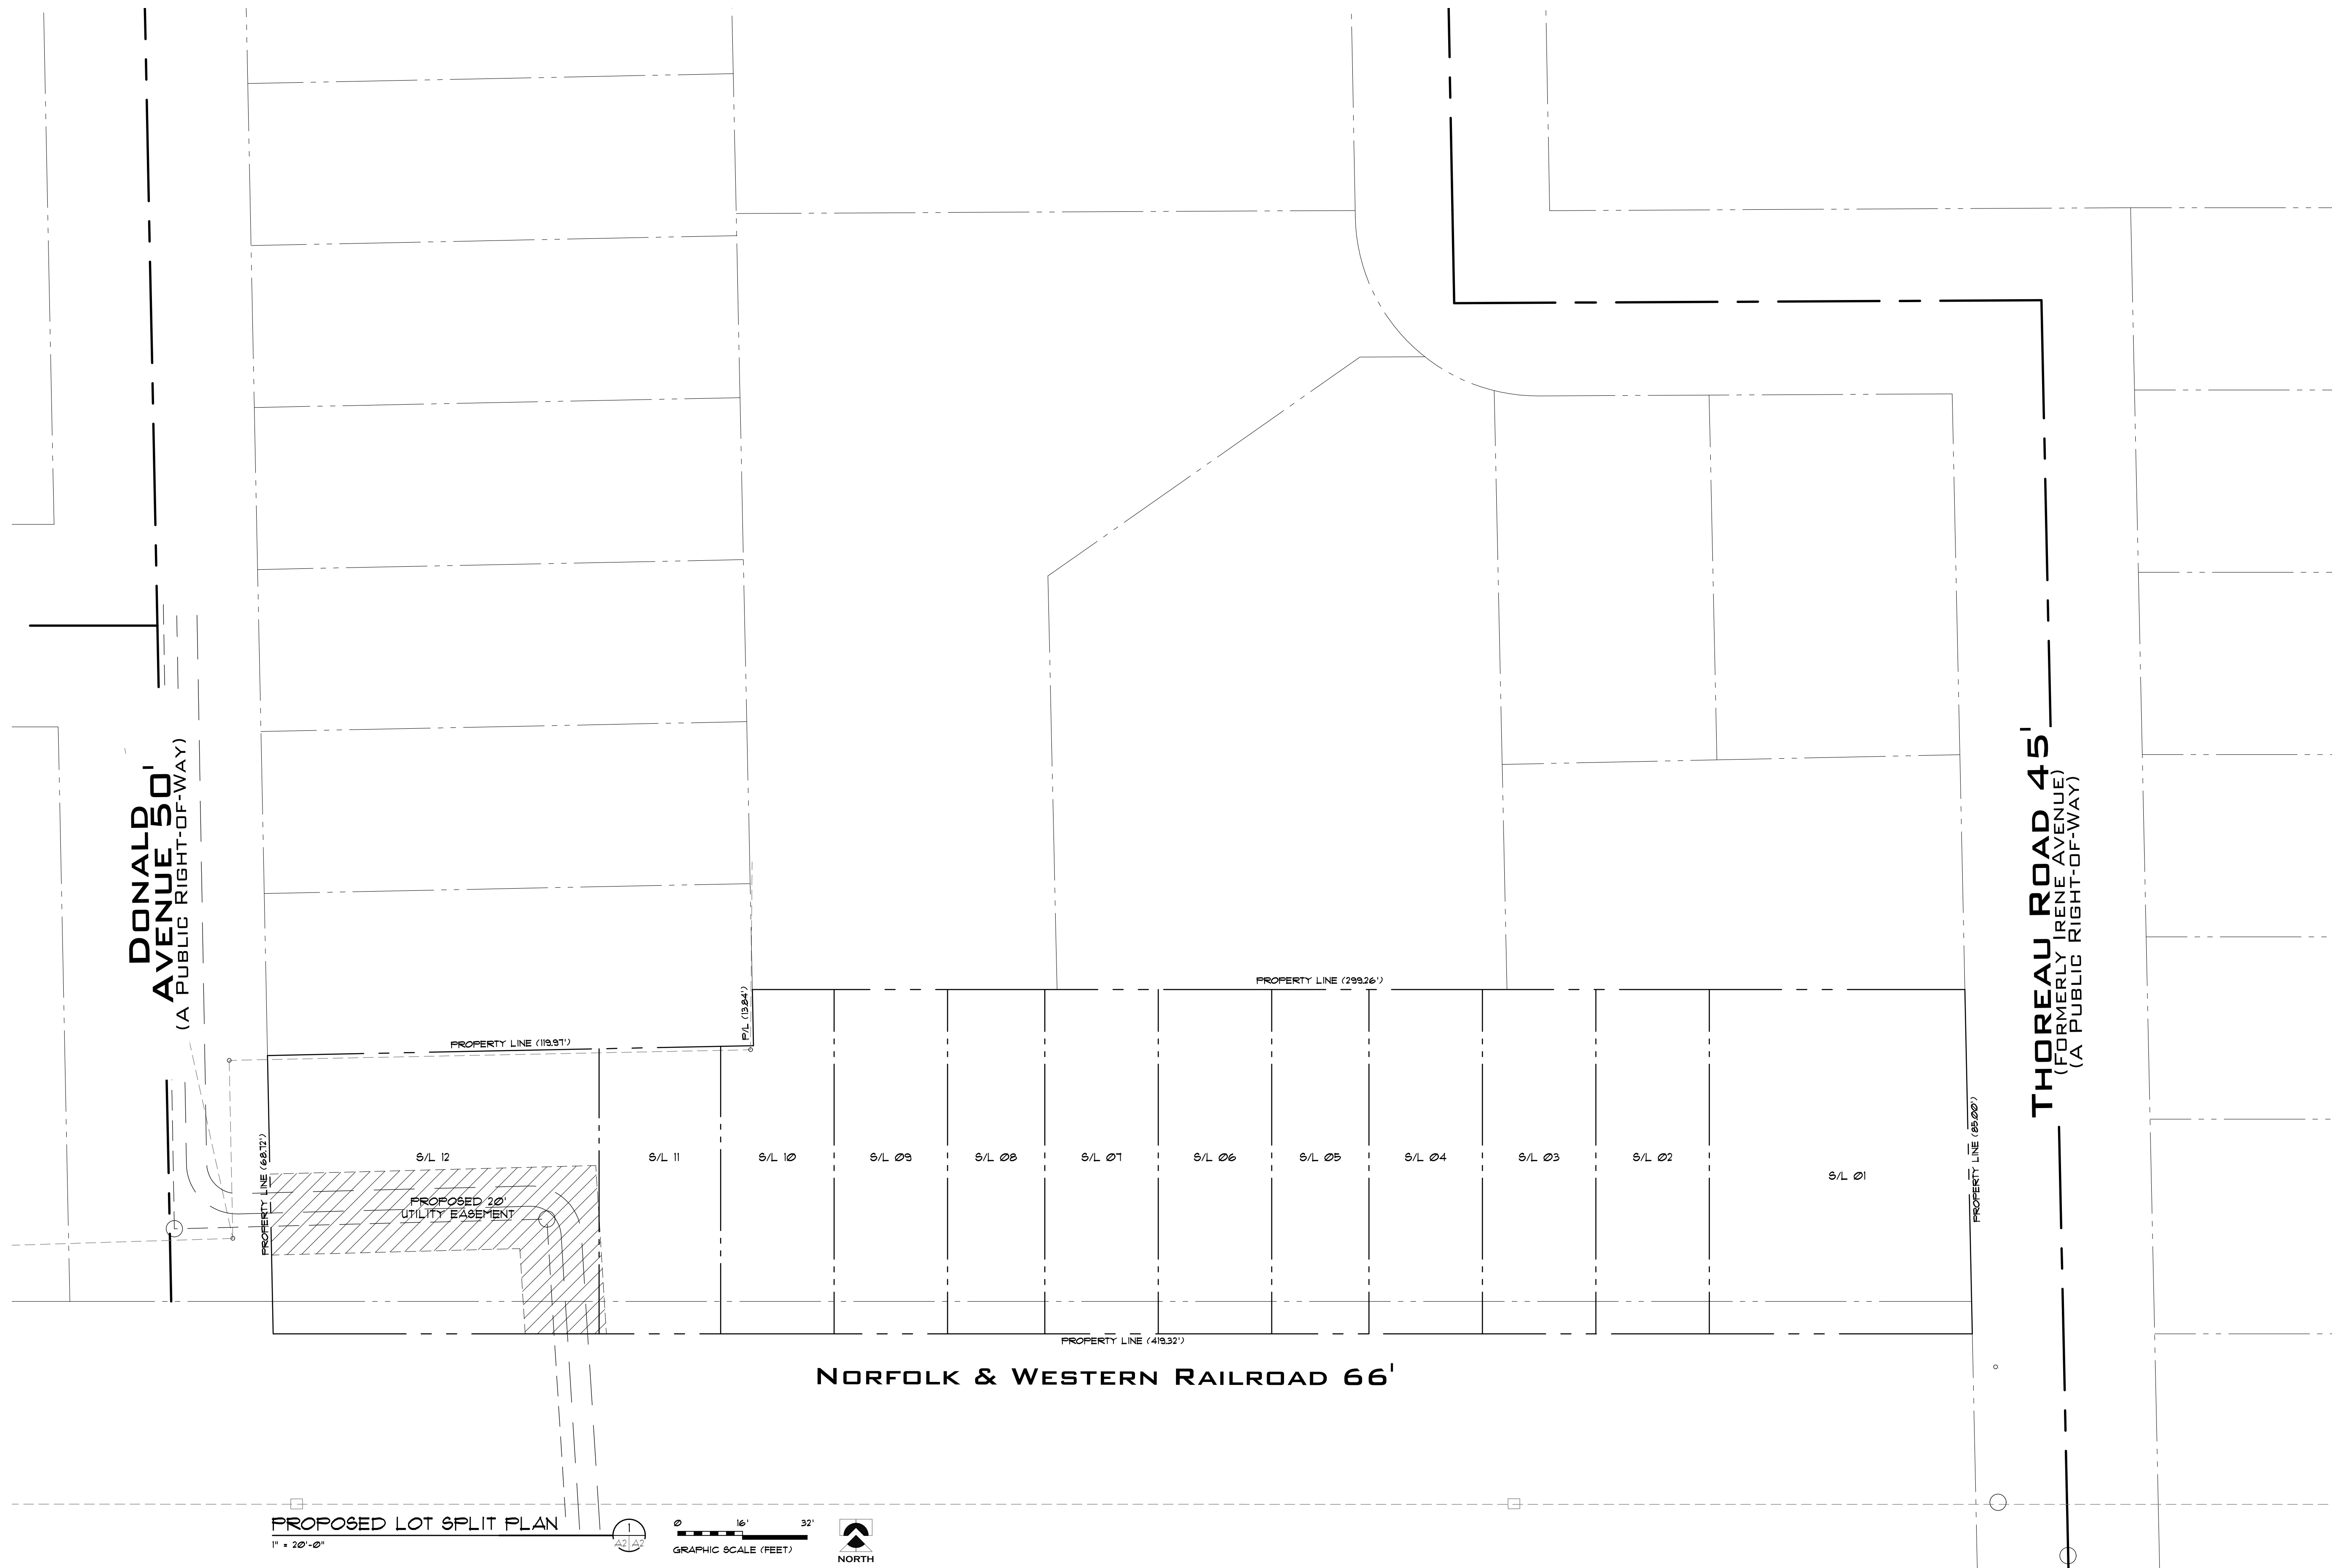 DONALD
AVENUE 50'
(A PUBLIC RIGHT-OF-WAY)
THOREAU ROAD 45'
(FORMERLY IRENE AVENUE)
(A PUBLIC RIGHT-OF-WAY)
PROPERTY LINE (299.26')
P/L (13.84')
PROPERTY LINE (119.97')
PROPERTY LINE (68.72')
PROPERTY LINE (85.00')
S/L 12
S/L 11
S/L 10
S/L 09
S/L 08
S/L 07
S/L 06
S/L 05
S/L 04
S/L 03
S/L 02
S/L 01
PROPOSED 20'
UTILITY EASEMENT
PROPERTY LINE (419.32')
NORFOLK & WESTERN RAILROAD 66'
PROPOSED LOT SPLIT PLAN
1" = 20'-0"
1
A2 A2
0 16' 32'
GRAPHIC SCALE (FEET)
NORTH